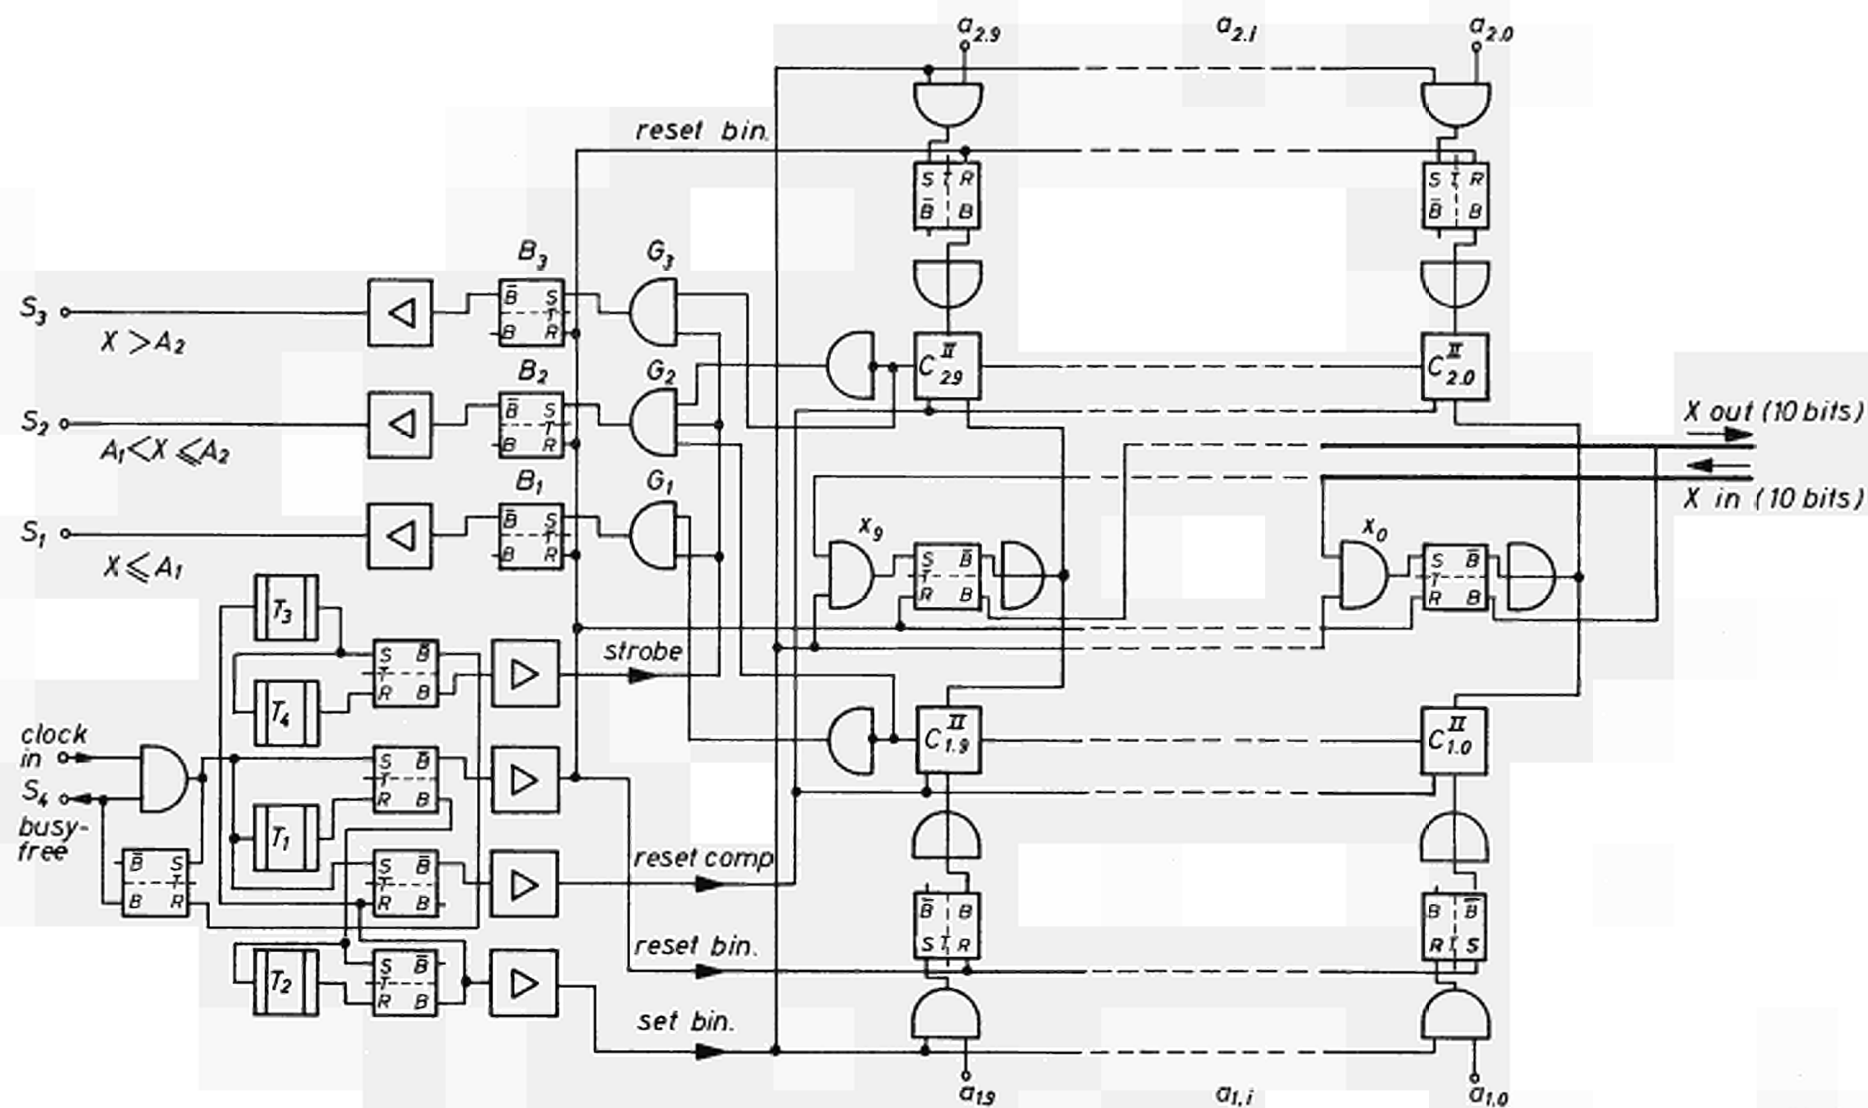 a2.9 a2.i a2.0
reset bin.
S T R S T R
B̅ B B̅ B
B3 G3
S3 B̅ S
T
B R
X > A2
C II 2.9 C II 2.0
B2 G2
S2 B̅ S
T
B R
A1 < X ⩽ A2
X out (10 bits)
X in (10 bits)
B1 G1
S1 B̅ S
T
B R
X ⩽ A1
x9 x0
S B̅ S B̅
T T
R B R B
T3
S B̅
T
R B
strobe
T4
C II 1.9 C II 1.0
clock
in
S4
busy-
free
S B̅
T
R B
T1
B̅ S
T
B R
S B̅
T
R B
reset comp
B̅ B B B̅
S T R R T S
reset bin.
T2
S B̅
T
R B
set bin.
a1.9 a1,i a1.0